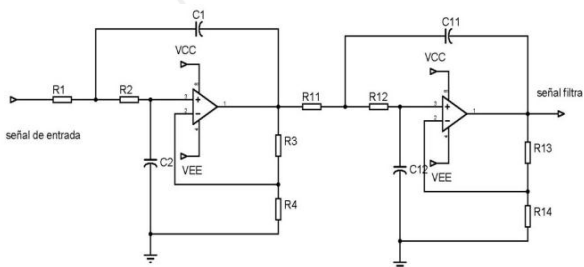 C1
C11
VCC
VCC
R1
R2
R11
R12
señal filtra
señal de entrada
3
2
1
3
2
1
C2
R3
C12
R13
VEE
VEE
R4
R14